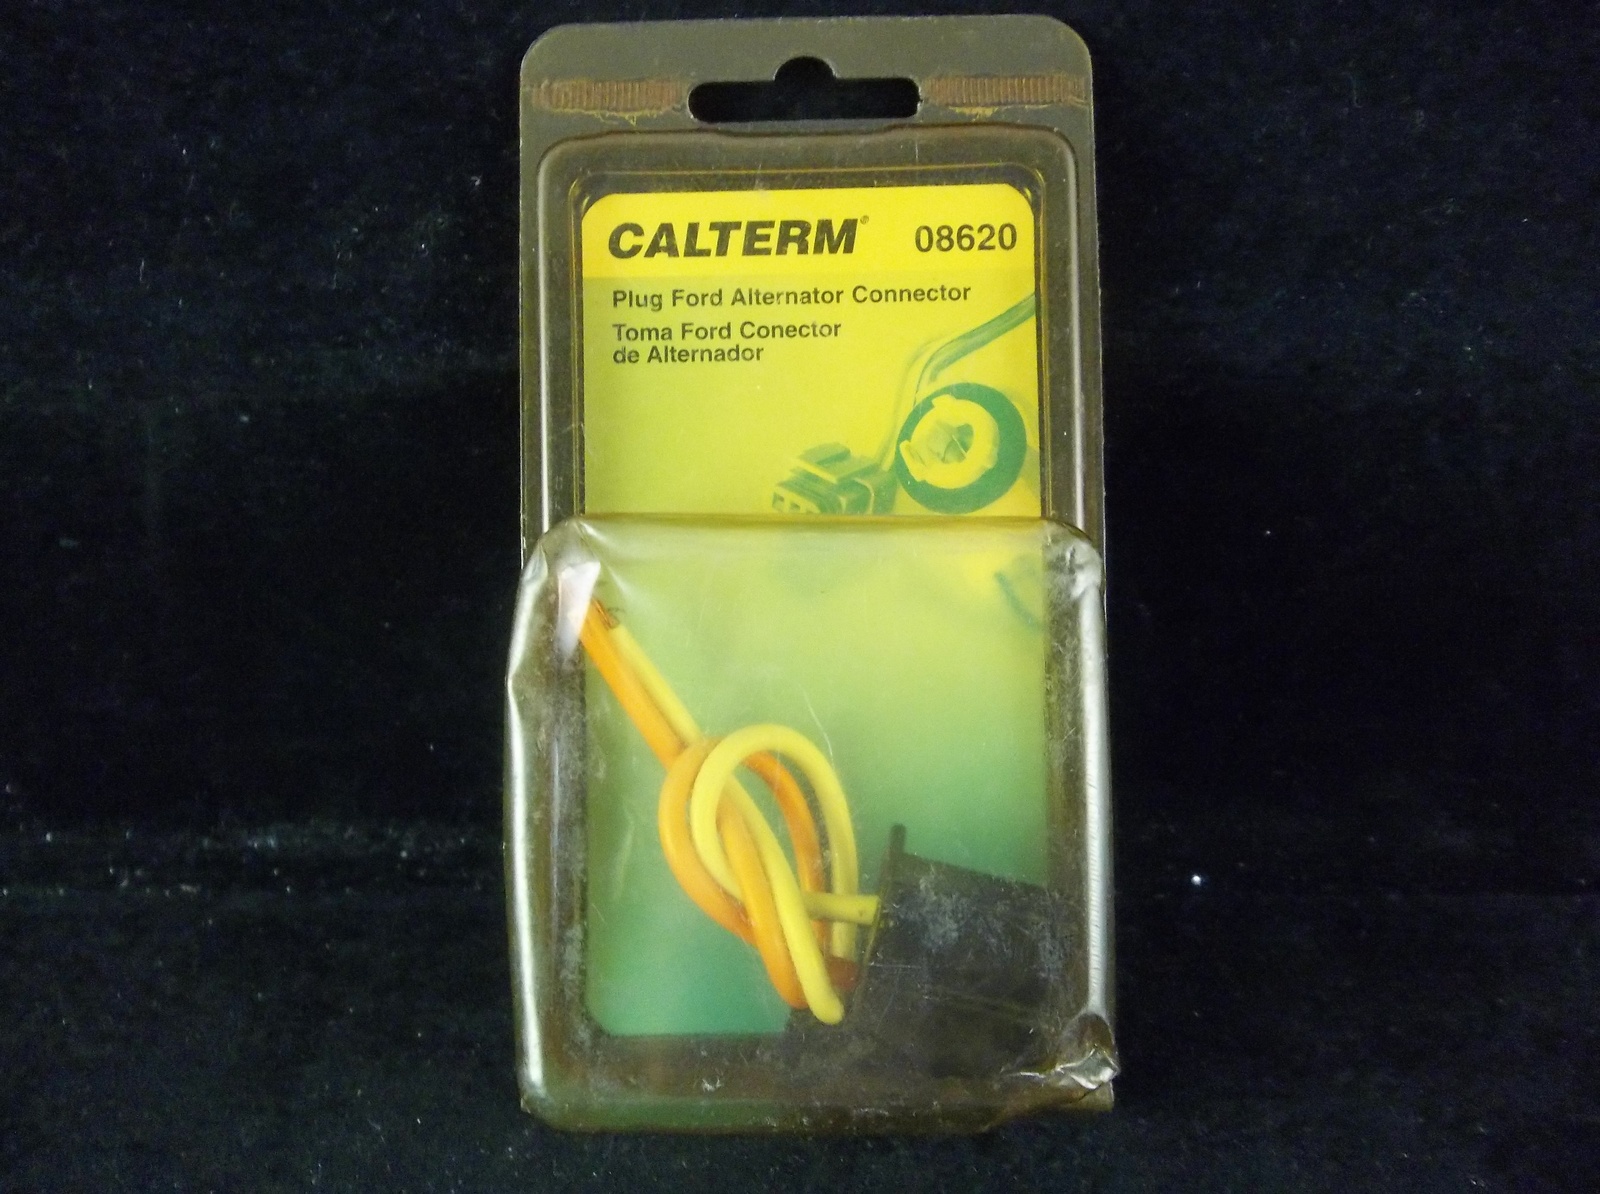 CALTERM® 08620
Plug Ford Alternator Connector
Toma Ford Conector
de Alternador